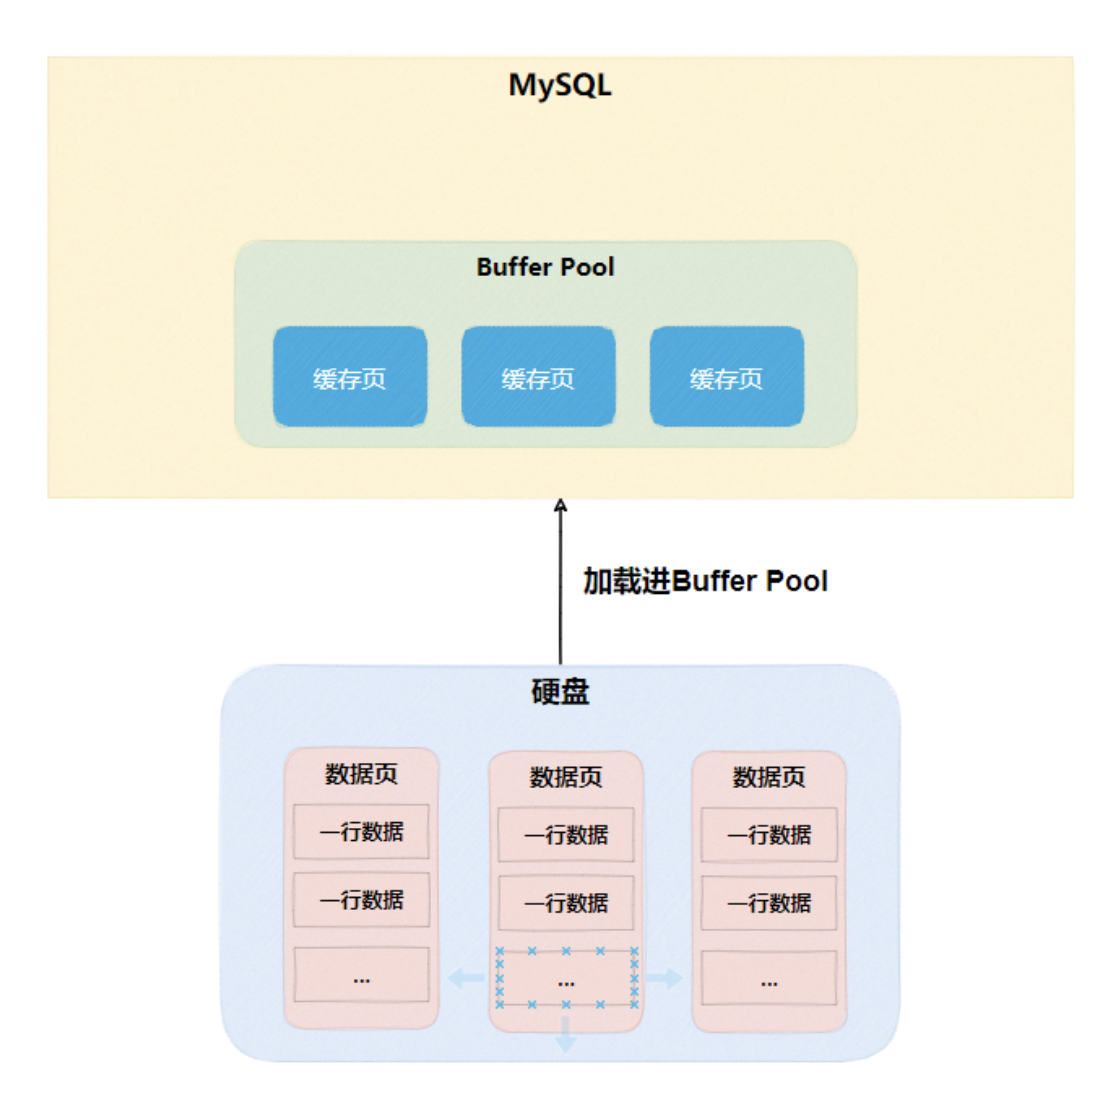 MySQL
Buffer Pool
缓存页 缓存页 缓存页
加载进Buffer Pool
硬盘
数据页 数据页 数据页
一行数据 一行数据 一行数据
一行数据 一行数据 一行数据
... ... ...